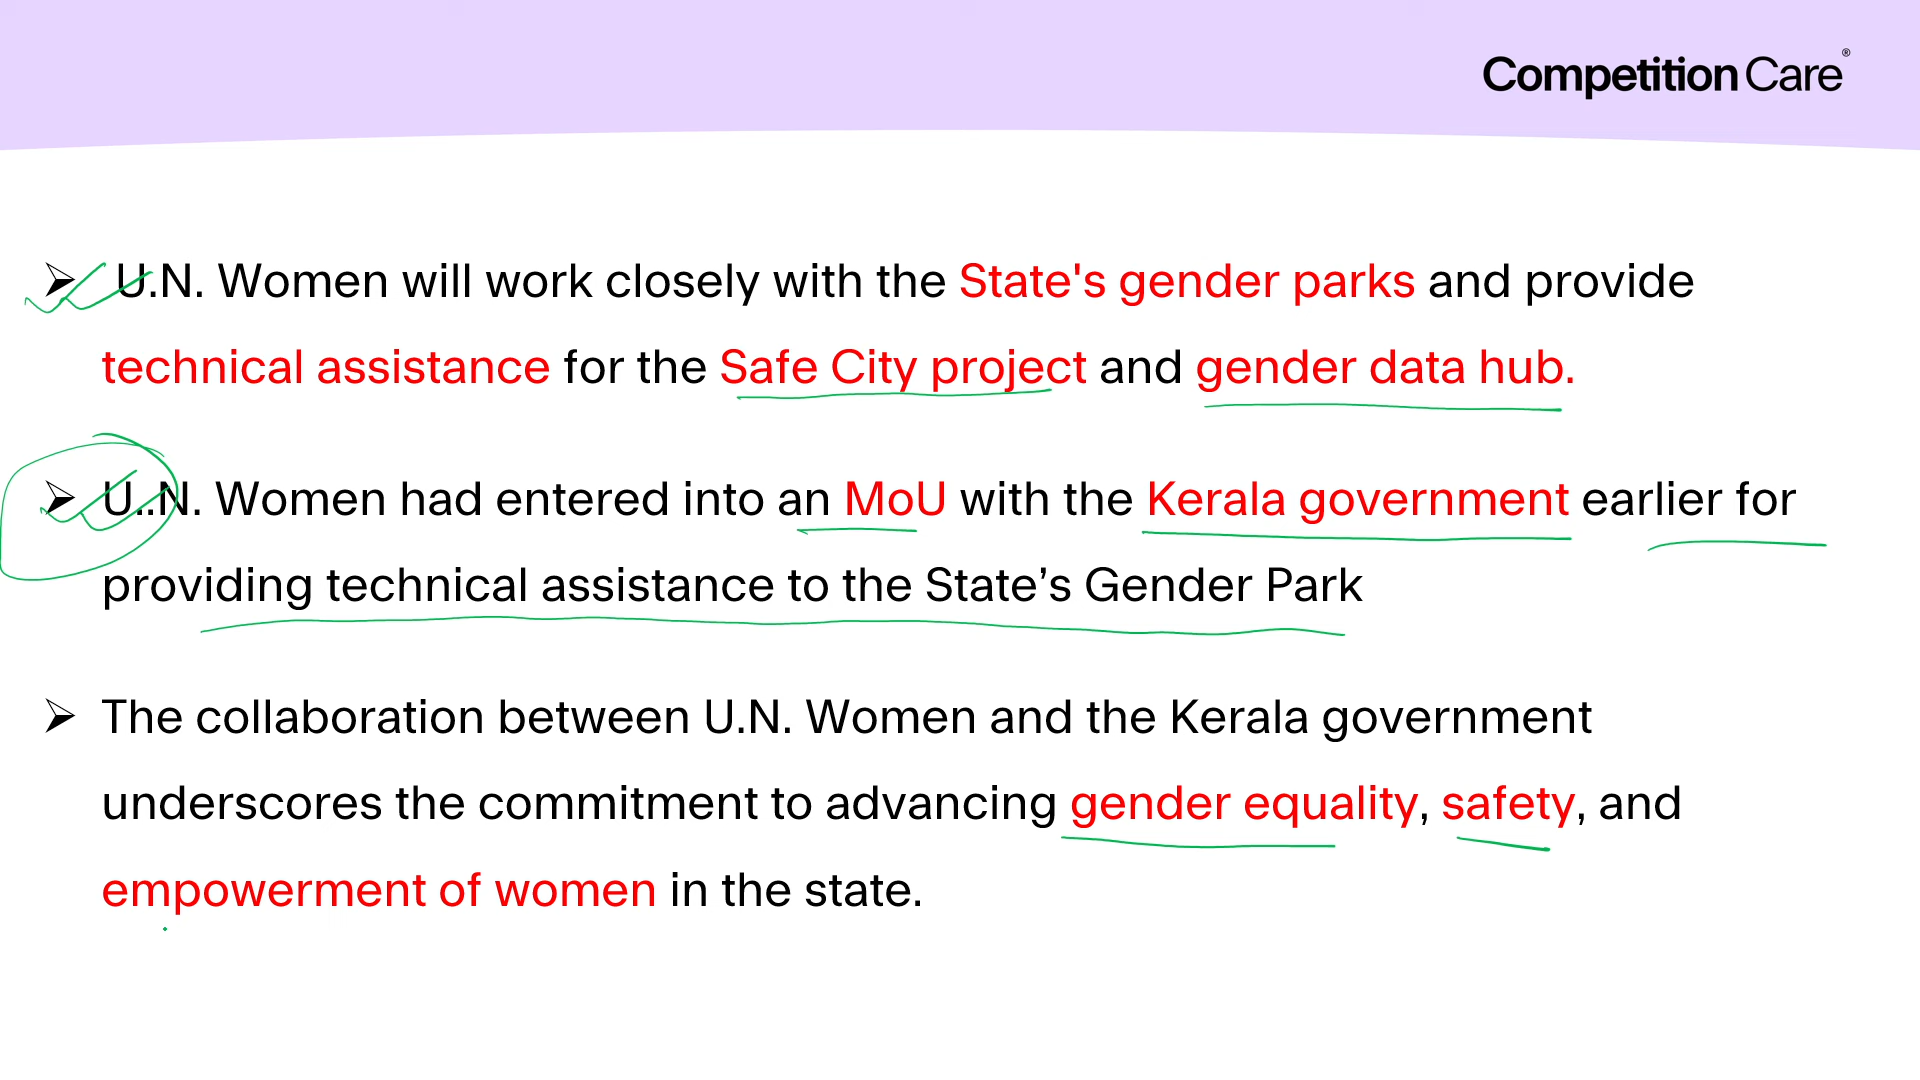 Competition Care®
➢ U.N. Women will work closely with the State's gender parks and provide
technical assistance for the Safe City project and gender data hub.
➢ U..N. Women had entered into an MoU with the Kerala government earlier for
providing technical assistance to the State’s Gender Park
➢ The collaboration between U.N. Women and the Kerala government
underscores the commitment to advancing gender equality, safety, and
empowerment of women in the state.